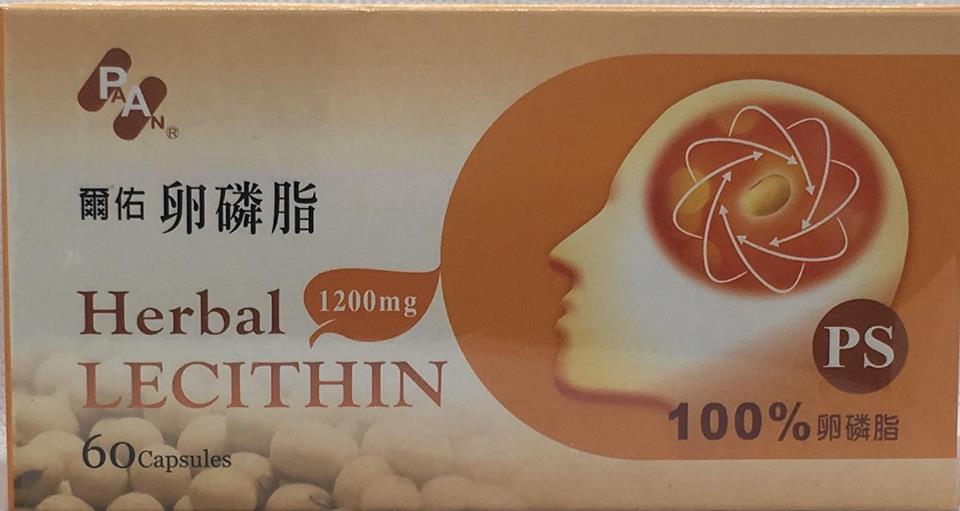 PAAN®
爾佑 卵磷脂
Herbal 1200mg
LECITHIN
60 Capsules
PS
100% 卵磷脂